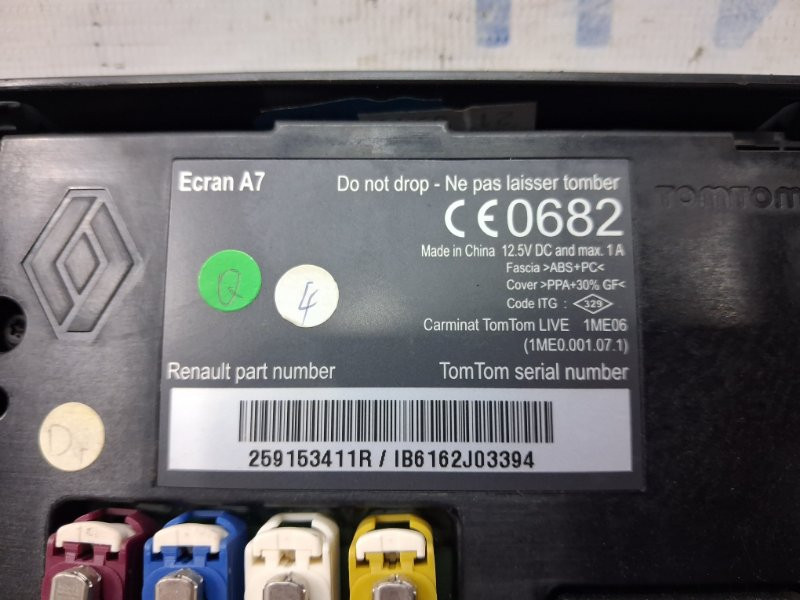 Ecran A7
Do not drop - Ne pas laisser tomber
CE0682
Made in China 12.5V DC and max. 1 A
Fascia >ABS+PC<
Cover >PPA+30% GF<
Code ITG : 329
Carminat TomTom LIVE 1ME06
(1ME0.001.07.1)
Renault part number
TomTom serial number
259153411R / IB6162J03394
TOMTOM
Q
4